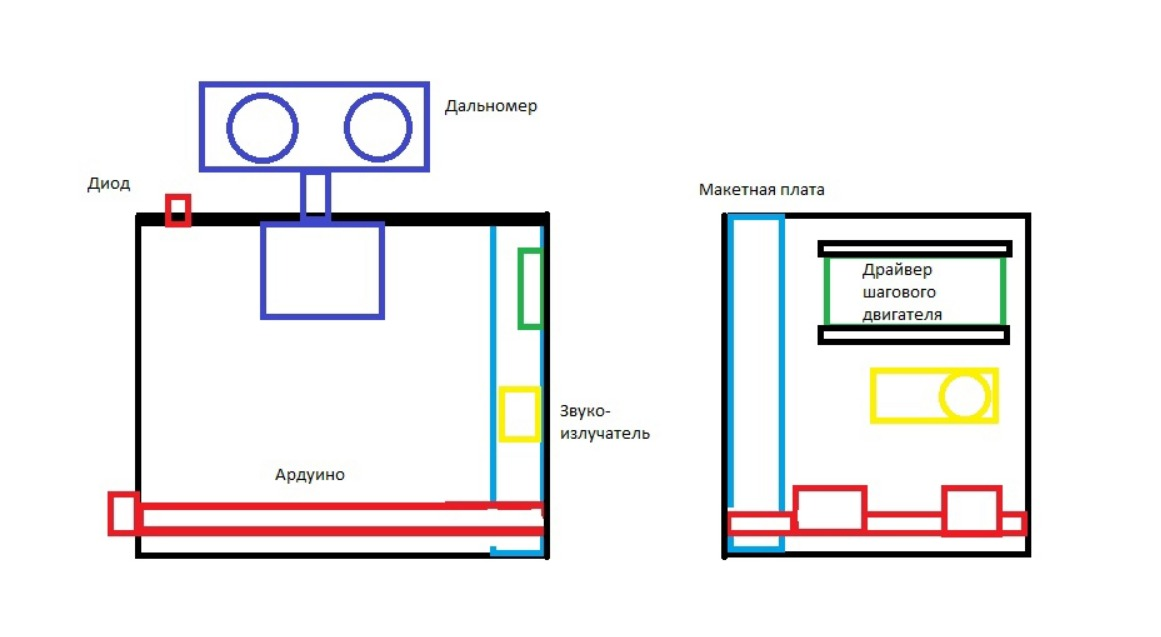 Дальномер
Диод
Макетная плата
Драйвер
шагового
двигателя
Звуко-
излучатель
Ардуино